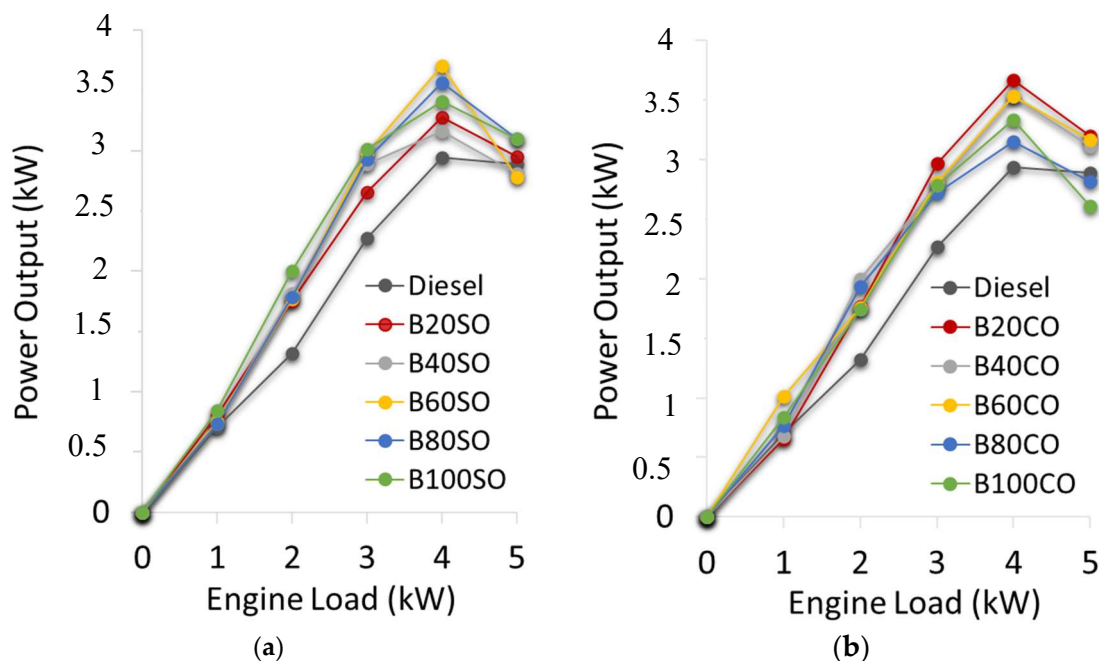 4
3.5
3
2.5
2
1.5
1
0.5
0
Power Output (kW)
Diesel
B20SO
B40SO
B60SO
B80SO
B100SO
0 1 2 3 4 5
Engine Load (kW)
(a)
4
3.5
3
2.5
2
1.5
1
0.5
0
Power Output (kW)
Diesel
B20CO
B40CO
B60CO
B80CO
B100CO
0 1 2 3 4 5
Engine Load (kW)
(b)